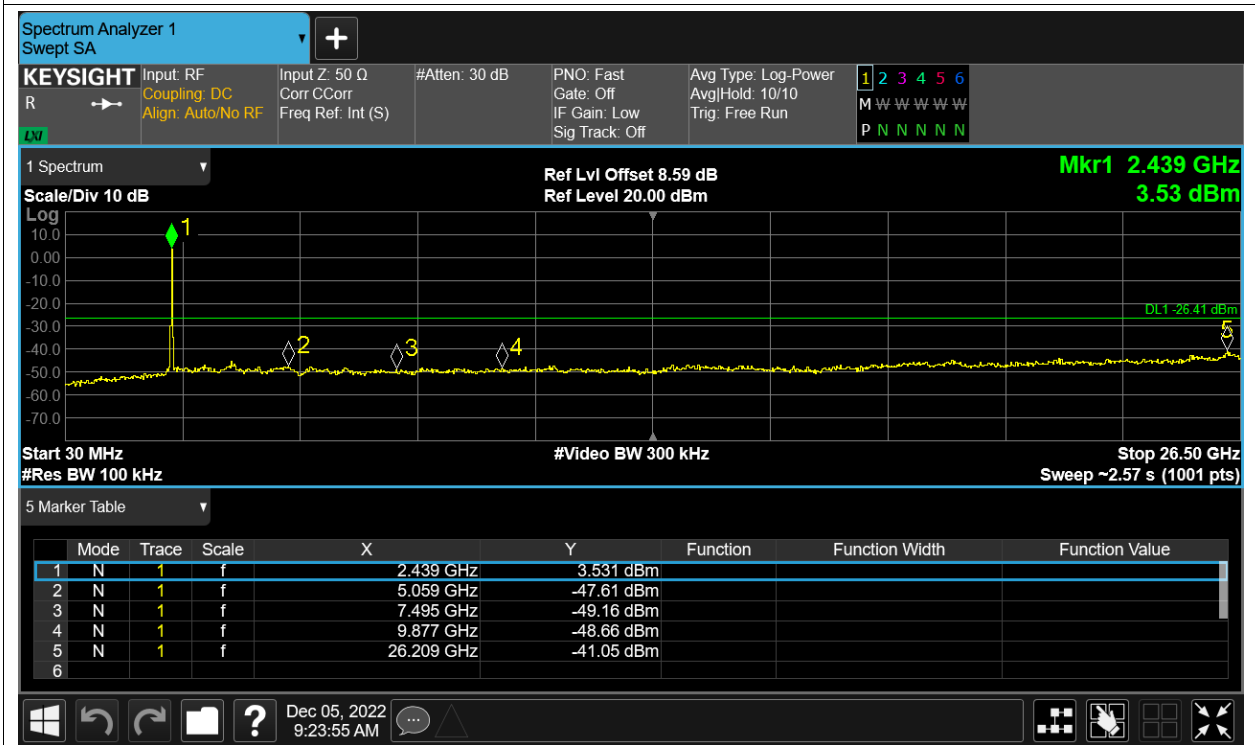 Spectrum Analyzer 1
Swept SA
+
KEYSIGHT Input: RF Input Z: 50 Ω #Atten: 30 dB PNO: Fast Avg Type: Log-Power 1 2 3 4 5 6
R Coupling: DC Corr CCorr Gate: Off Avg|Hold: 10/10 M W W W W W
Align: Auto/No RF Freq Ref: Int (S) IF Gain: Low Trig: Free Run
LXI Sig Track: Off P N N N N N
1 Spectrum Ref Lvl Offset 8.59 dB Mkr1 2.439 GHz
Scale/Div 10 dB Ref Level 20.00 dBm 3.53 dBm
Log
1
10.0
0.00
-10.0
-20.0
DL1 -26.41 dBm
-30.0
2 3 4 5
-40.0
-50.0
-60.0
-70.0
Start 30 MHz #Video BW 300 kHz Stop 26.50 GHz
#Res BW 100 kHz Sweep ~2.57 s (1001 pts)
5 Marker Table
Mode Trace Scale X Y Function Function Width Function Value
1 N 1 f 2.439 GHz 3.531 dBm
2 N 1 f 5.059 GHz -47.61 dBm
3 N 1 f 7.495 GHz -49.16 dBm
4 N 1 f 9.877 GHz -48.66 dBm
5 N 1 f 26.209 GHz -41.05 dBm
6
? Dec 05, 2022
9:23:55 AM